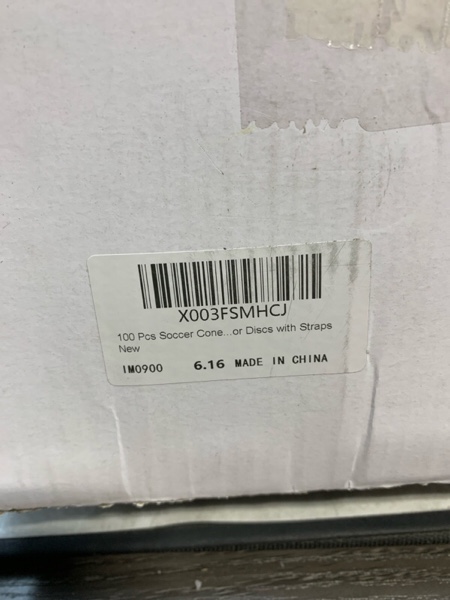 X003FSMHCJ
100 Pcs Soccer Cone...or Discs with Straps
New
IM0900 6.16 MADE IN CHINA